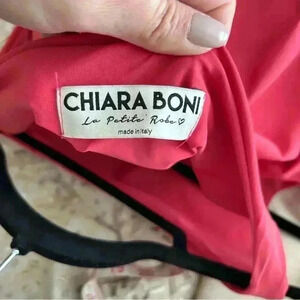 CHIARA BONI
La Petite Robe♡
made in Italy